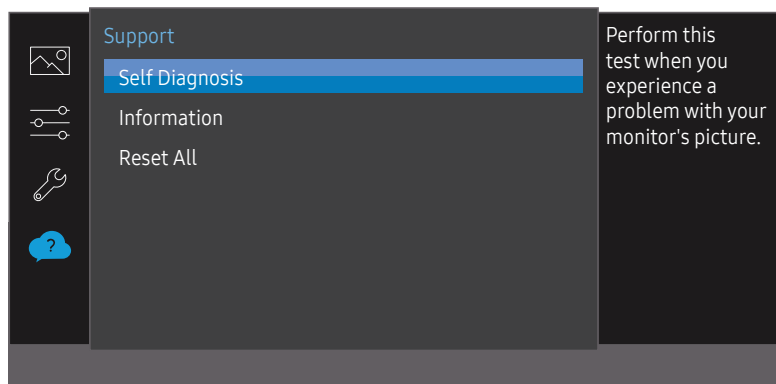 Support
Self Diagnosis
Information
Reset All
Perform this
test when you
experience a
problem with your
monitor's picture.
?